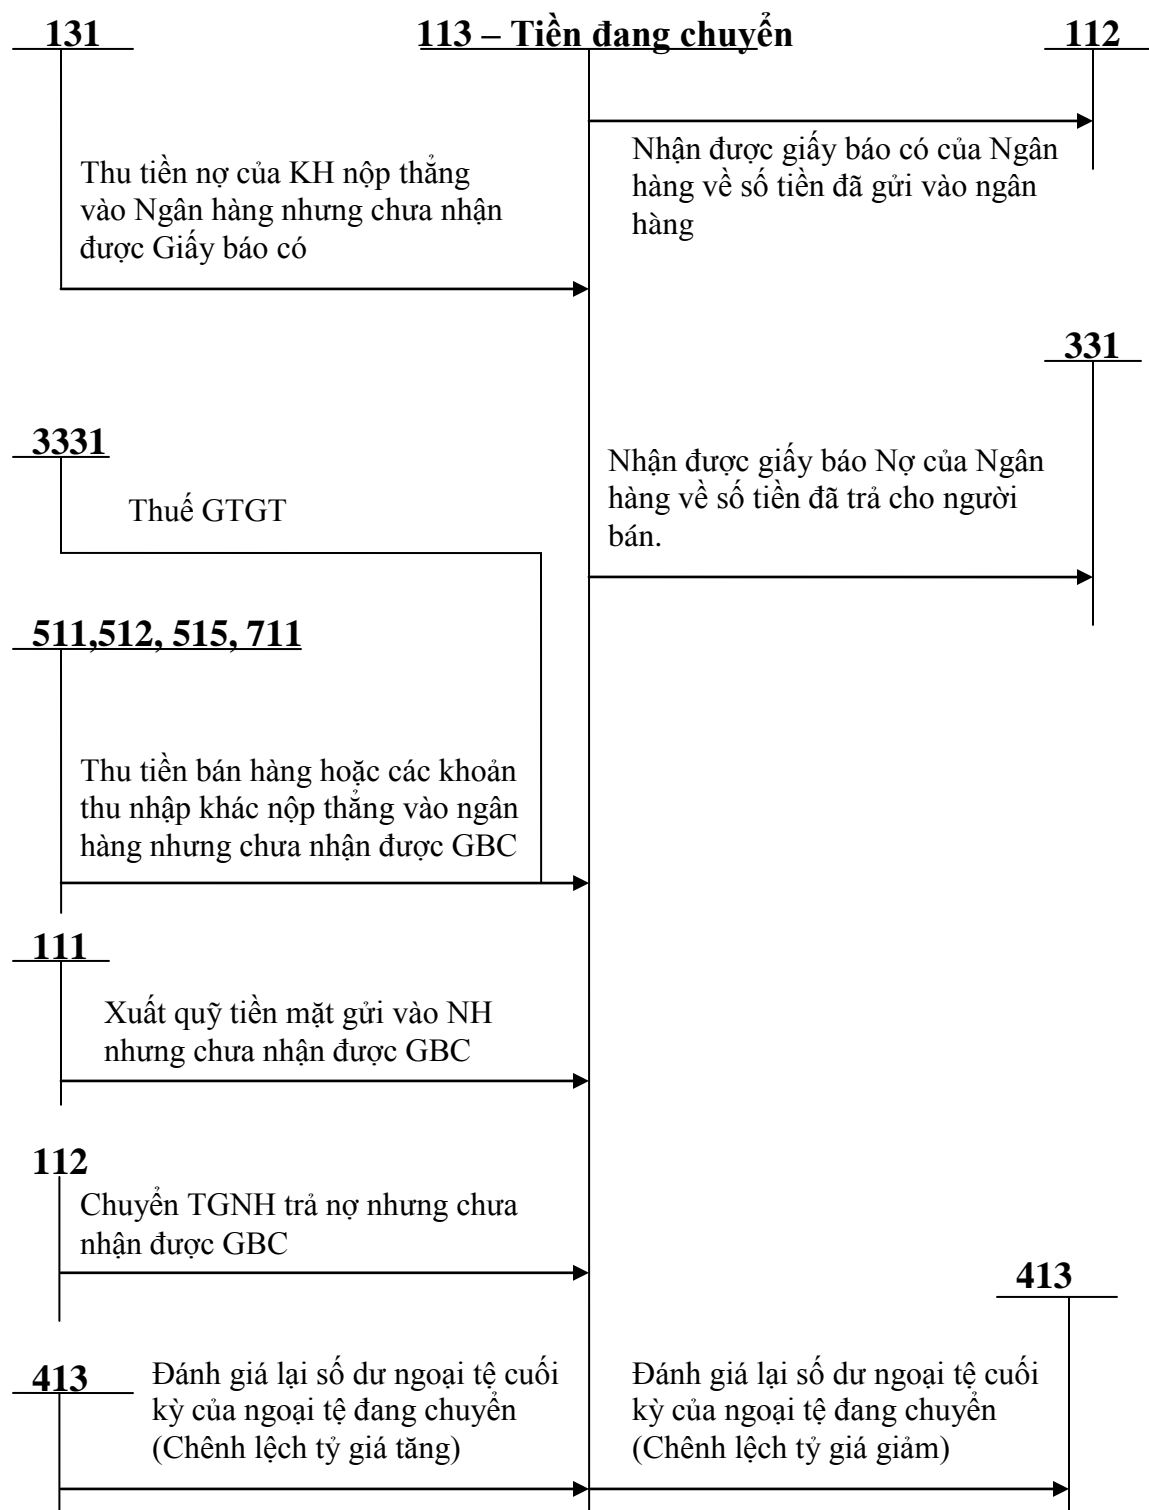 131
113 – Tiền đang chuyển
112
Thu tiền nợ của KH nộp thẳng
vào Ngân hàng nhưng chưa nhận
được Giấy báo có
Nhận được giấy báo có của Ngân
hàng về số tiền đã gửi vào ngân
hàng
331
3331
Thuế GTGT
Nhận được giấy báo Nợ của Ngân
hàng về số tiền đã trả cho người
bán.
511,512, 515, 711
Thu tiền bán hàng hoặc các khoản
thu nhập khác nộp thẳng vào ngân
hàng nhưng chưa nhận được GBC
111
Xuất quỹ tiền mặt gửi vào NH
nhưng chưa nhận được GBC
112
Chuyển TGNH trả nợ nhưng chưa
nhận được GBC
413
413
Đánh giá lại số dư ngoại tệ cuối
kỳ của ngoại tệ đang chuyển
(Chênh lệch tỷ giá tăng)
Đánh giá lại số dư ngoại tệ cuối
kỳ của ngoại tệ đang chuyển
(Chênh lệch tỷ giá giảm)